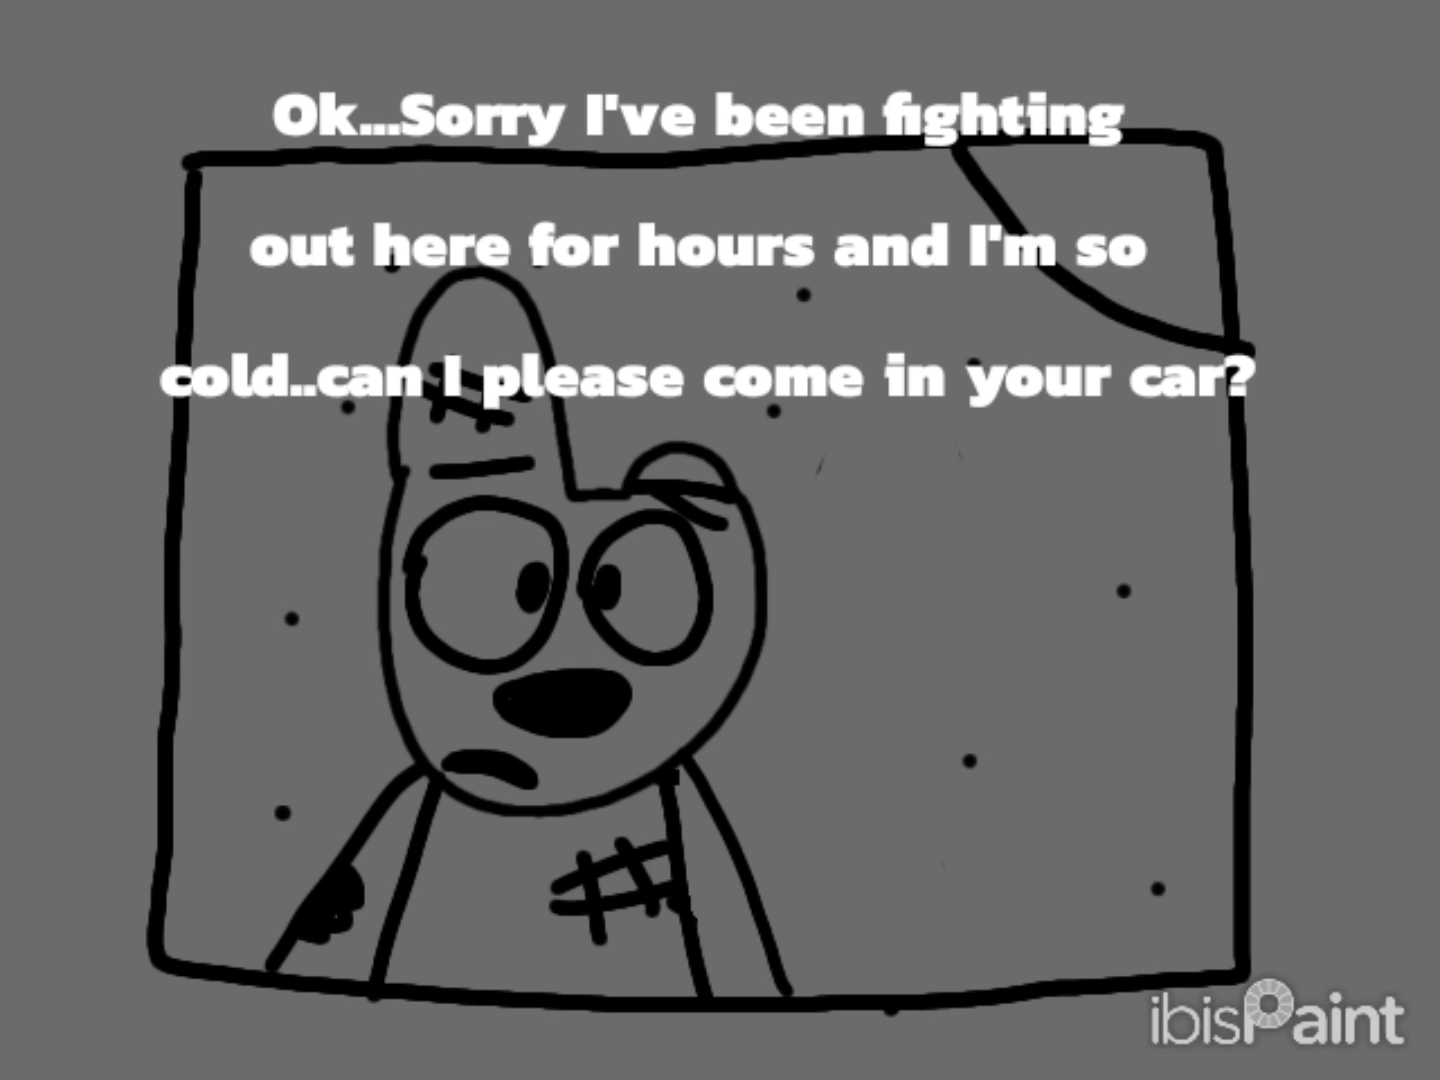 Ok...Sorry I've been fighting
out here for hours and I'm so
cold..can I please come in your car?
ibisPaint